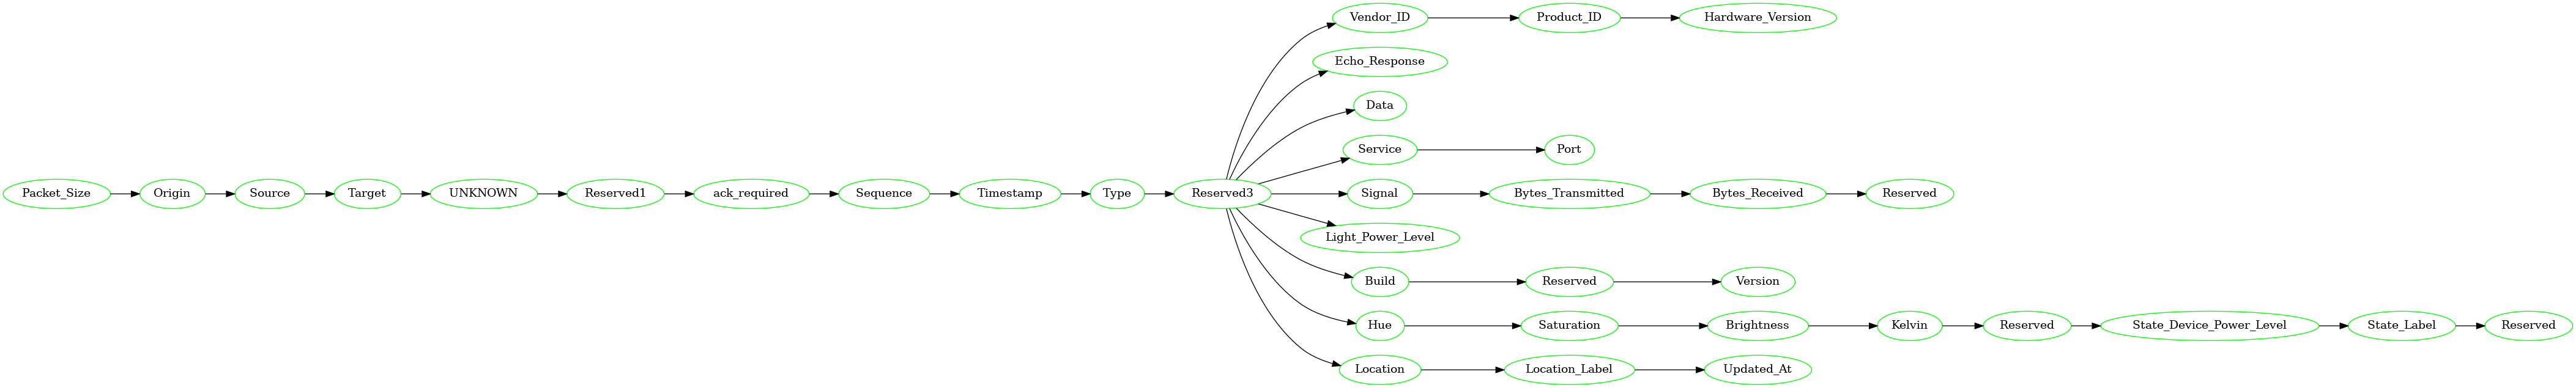 Vendor_ID Product_ID Hardware_Version
Echo_Response
Data
Service Port
Packet_Size Origin Source Target UNKNOWN Reserved1 ack_required Sequence Timestamp Type Reserved3 Signal Bytes_Transmitted Bytes_Received Reserved
Light_Power_Level
Build Reserved Version
Hue Saturation Brightness Kelvin Reserved State_Device_Power_Level State_Label Reserved
Location Location_Label Updated_At